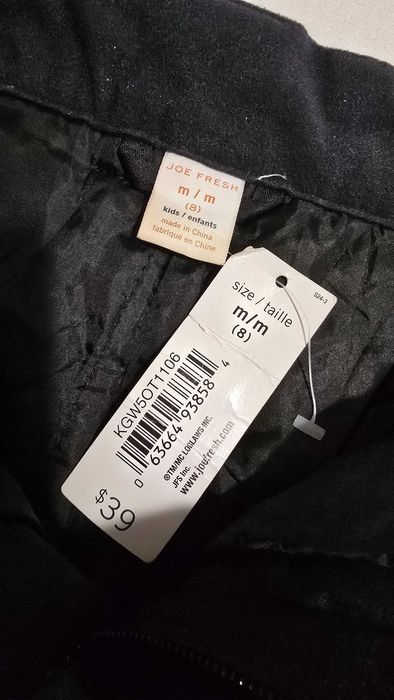 JOE FRESH
m / m
(8)
kids / enfants
made in China
fabriqué en Chine
S24-3
size / taille
m/m
(8)
KGW5OT1106
0 63664 93858 4
©TM/MC LOBLAWS INC.
JFS Inc.
www.joefresh.com
$39